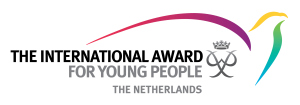 THE INTERNATIONAL AWARD
FOR YOUNG PEOPLE
THE NETHERLANDS